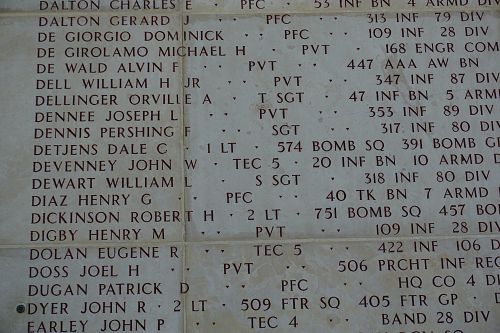 DALTON CHARLES E · PFC · 53 INF BN · 4 ARMD DIV
DALTON GERARD J · PFC · 313 INF · 79 DIV
DE GIORGIO DOMINICK · PFC · 109 INF · 28 DIV
DE GIROLAMO MICHAEL H · PVT · 168 ENGR COM
DE WALD ALVIN F · PVT · 447 AAA AW BN
DELL WILLIAM H JR · PVT · 347 INF · 87 DIV
DELLINGER ORVILLE A · T SGT · 47 INF BN · 5 ARM
DENNEE JOSEPH L · PVT · 353 INF · 89 DIV
DENNIS PERSHING F · SGT · 317 INF · 80 DIV
DETJENS DALE C · 1 LT · 574 BOMB SQ · 391 BOMB G
DEVENNEY JOHN W · TEC 5 · 20 INF BN · 10 ARMD D
DEWART WILLIAM L · S SGT · 318 INF · 80 DIV
DIAZ HENRY G · PFC · 40 TK BN · 7 ARMD
DICKINSON ROBERT H · 2 LT · 751 BOMB SQ · 457 BO
DIGBY HENRY M · PVT · 109 INF · 28 DIV
DOLAN EUGENE R · TEC 5 · 422 INF · 106 D
DOSS JOEL H · PVT · 506 PRCHT INF REG
DUGAN PATRICK D · PFC · HQ CO 4 DI
DYER JOHN R · 2 LT · 509 FTR SQ · 405 FTR GP ·
EARLEY JOHN P · TEC 4 · BAND 28 DIV